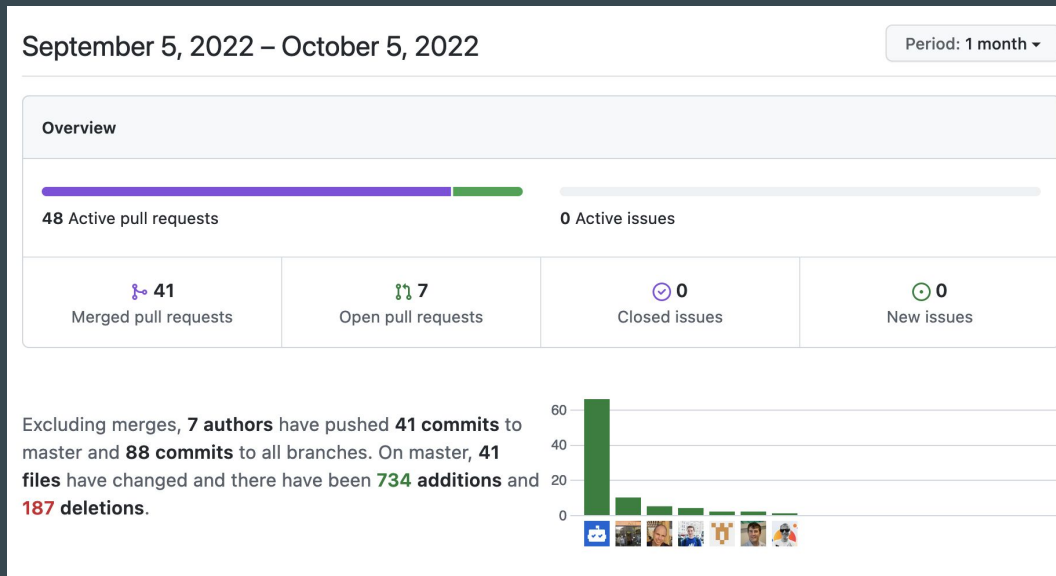 September 5, 2022 – October 5, 2022
Period: 1 month
Overview
48 Active pull requests
0 Active issues
41
Merged pull requests
7
Open pull requests
0
Closed issues
0
New issues
Excluding merges, 7 authors have pushed 41 commits to
master and 88 commits to all branches. On master, 41
files have changed and there have been 734 additions and
187 deletions.
60
40
20
0